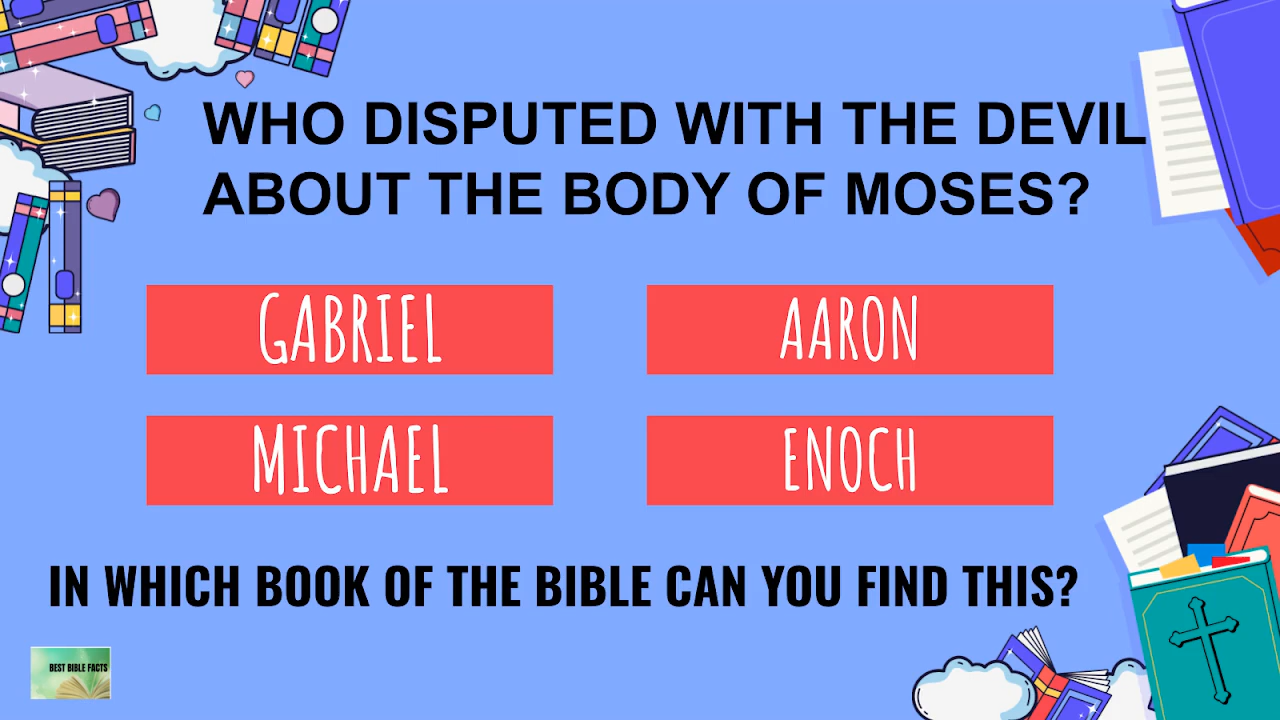 WHO DISPUTED WITH THE DEVIL
ABOUT THE BODY OF MOSES?
GABRIEL
AARON
MICHAEL
ENOCH
IN WHICH BOOK OF THE BIBLE CAN YOU FIND THIS?
BEST BIBLE FACTS